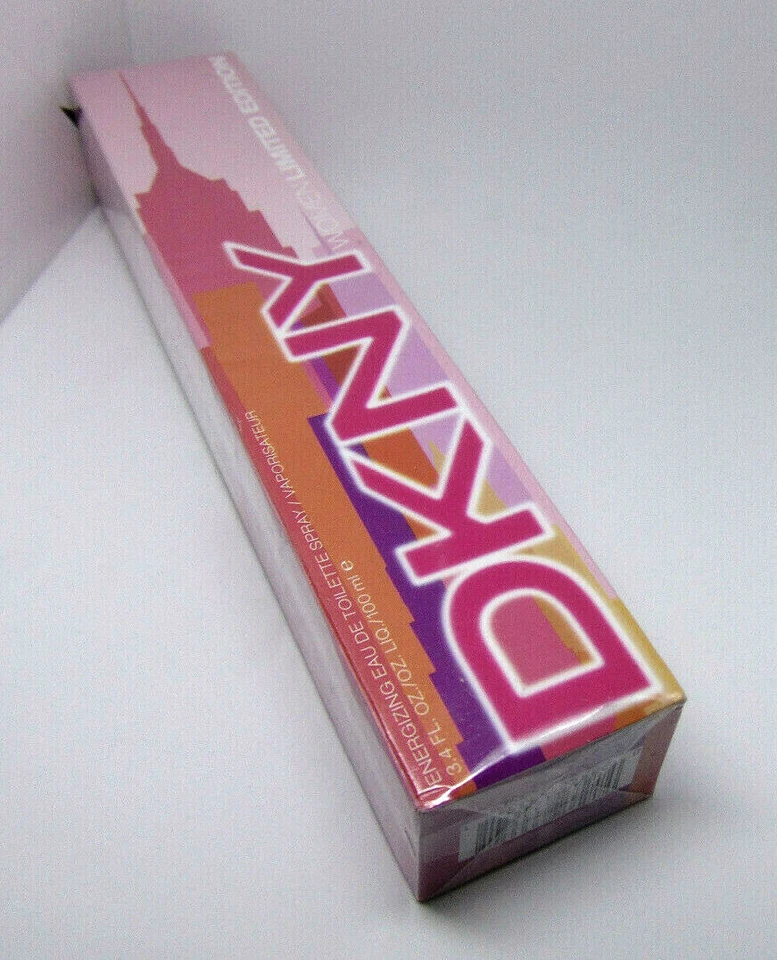 DKNY
WOMEN LIMITED EDITION
ENERGIZING EAU DE TOILETTE SPRAY / VAPORISATEUR
3.4 FL. OZ./OZ. LIQ./100 ml e